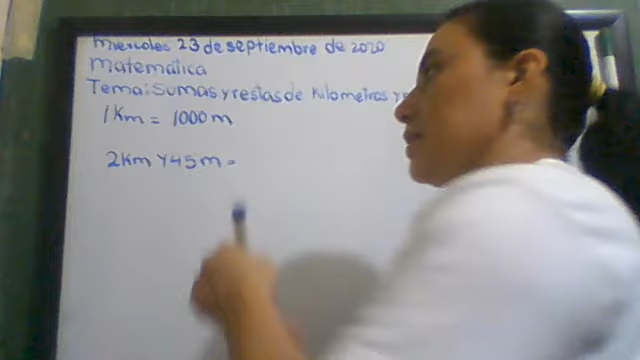 Miercoles 23 de septiembre de 2020
Matemática
Tema: Sumas y restas de Kilometros y
1 Km = 1000 m
2 Km y 45 m =